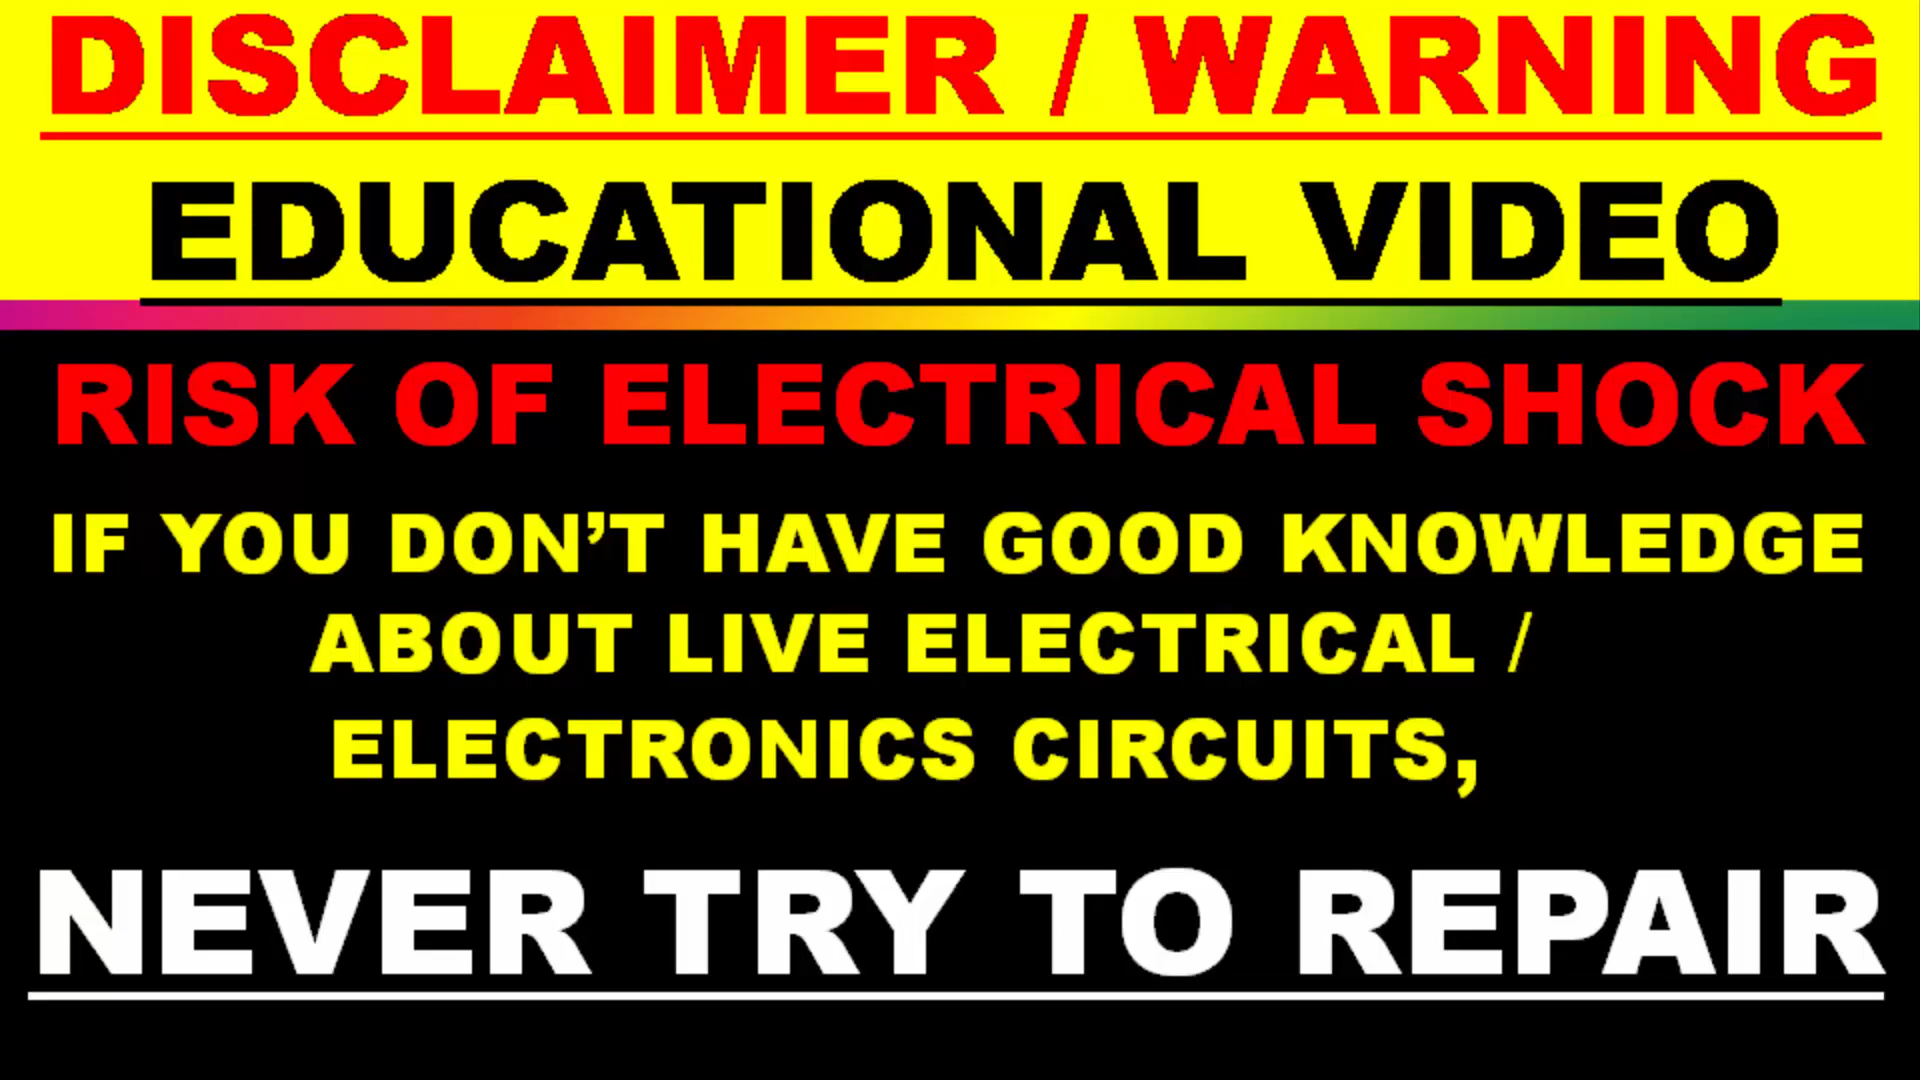 DISCLAIMER / WARNING
EDUCATIONAL VIDEO
RISK OF ELECTRICAL SHOCK
IF YOU DON’T HAVE GOOD KNOWLEDGE
ABOUT LIVE ELECTRICAL /
ELECTRONICS CIRCUITS,
NEVER TRY TO REPAIR